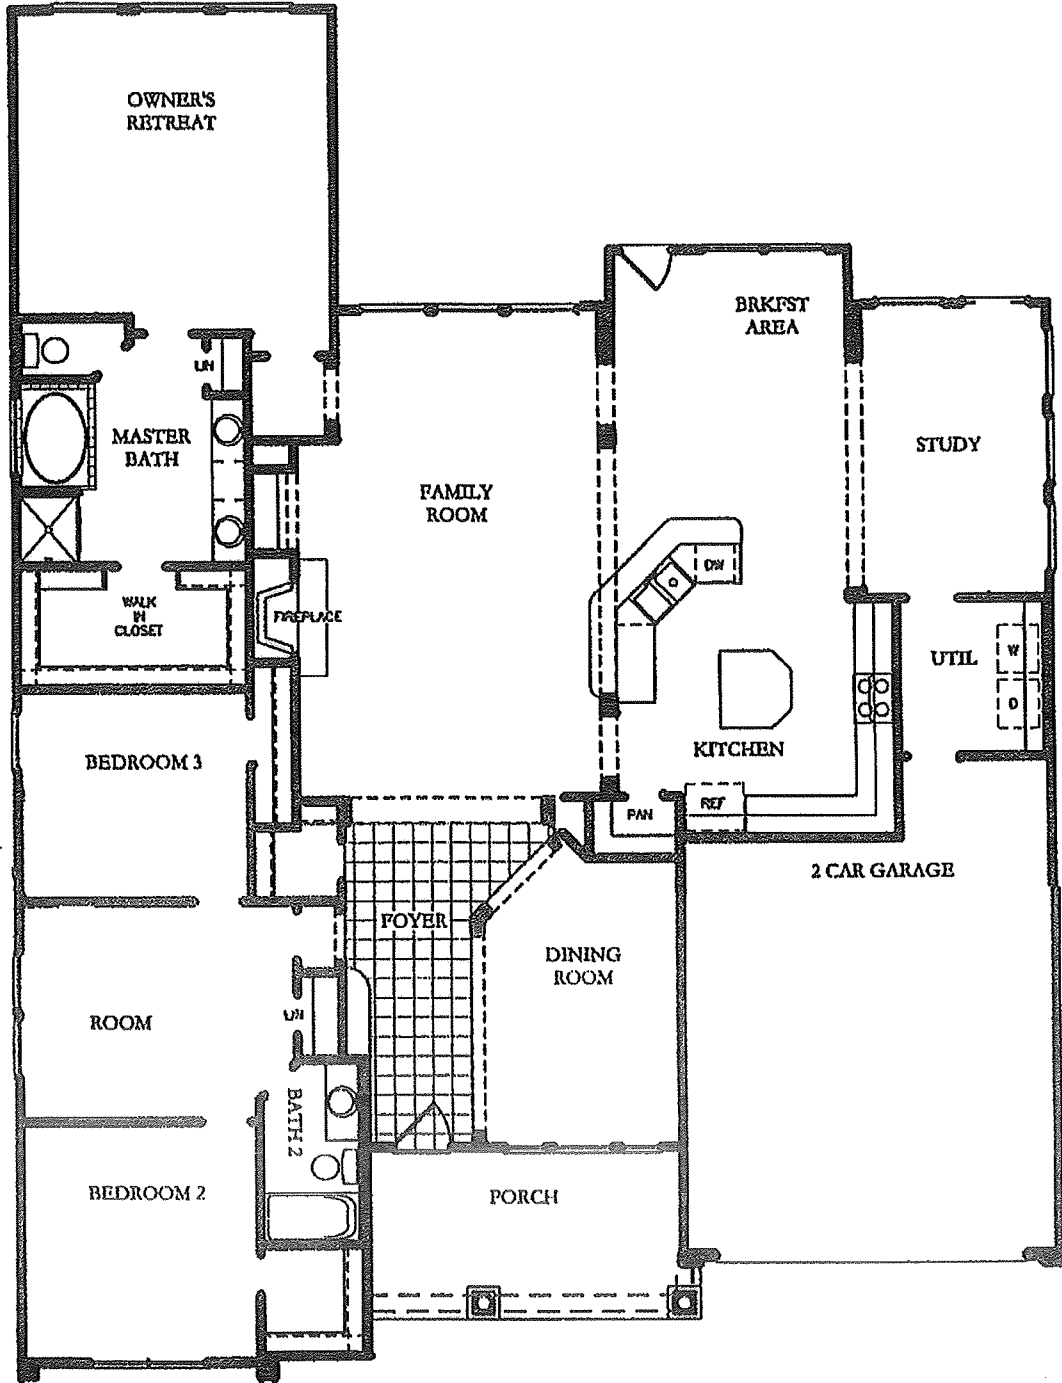 OWNER'S
RETREAT
BRKFST
AREA
LIN
MASTER
BATH
STUDY
FAMILY
ROOM
DW
WALK
IN
CLOSET
FIREPLACE
UTIL
W
D
KITCHEN
BEDROOM 3
REF
PAN
2 CAR GARAGE
FOYER
DINING
ROOM
LIN
ROOM
BATH 2
BEDROOM 2
PORCH